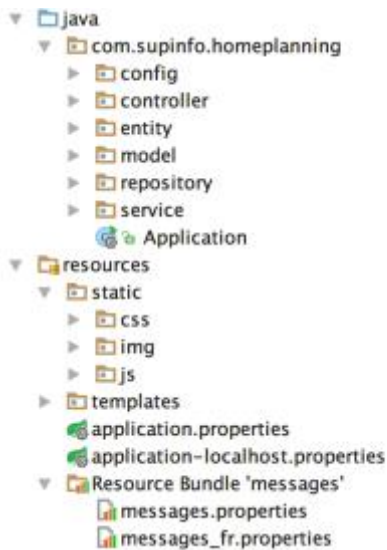 java
com.supinfo.homeplanning
config
controller
entity
model
repository
service
Application
resources
static
css
img
js
templates
application.properties
application-localhost.properties
Resource Bundle 'messages'
messages.properties
messages_fr.properties